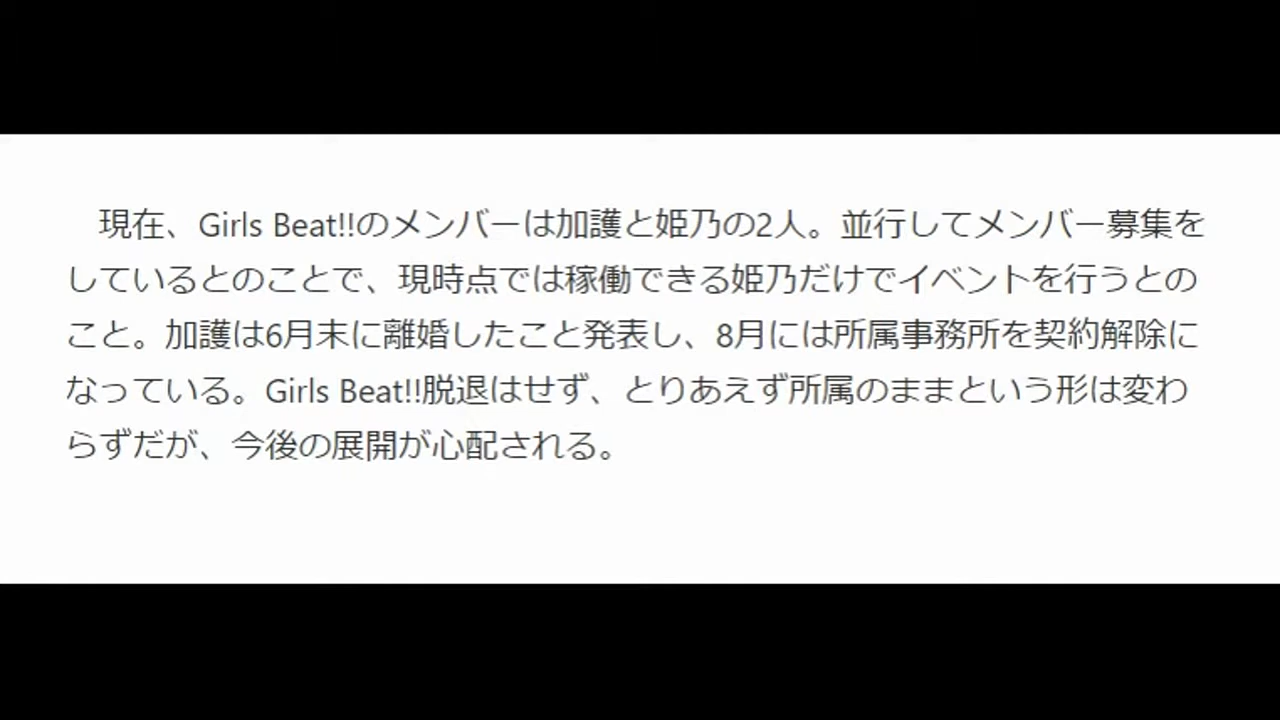 現在、Girls Beat!!のメンバーは加護と姫乃の2人。並行してメンバー募集を
しているとのことで、現時点では稼働できる姫乃だけでイベントを行うとの
こと。加護は6月末に離婚したこと発表し、8月には所属事務所を契約解除に
なっている。Girls Beat!!脱退はせず、とりあえず所属のままという形は変わ
らずだが、今後の展開が心配される。